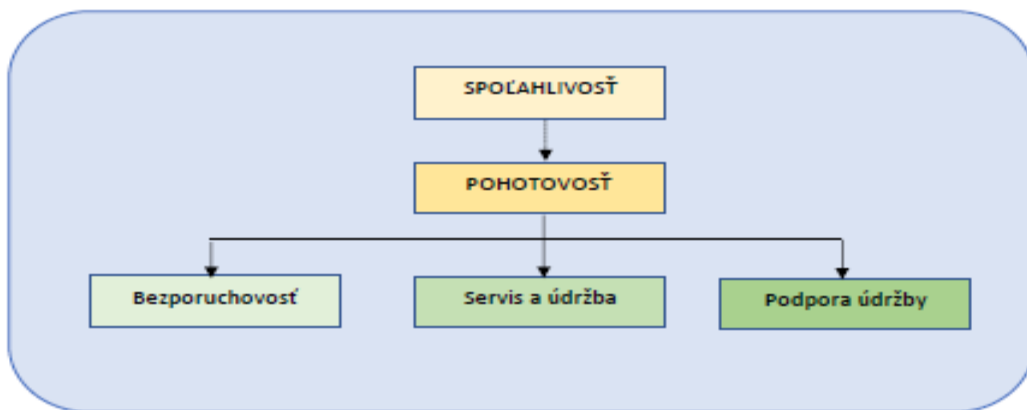 SPOĽAHLIVOSŤ
POHOTOVOSŤ
Bezporuchovosť
Servis a údržba
Podpora údržby